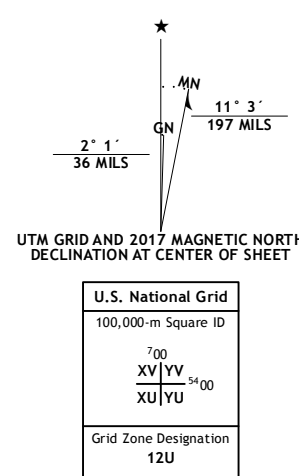 ★
MN
GN
11° 3´
197 MILS
2° 1´
36 MILS
UTM GRID AND 2017 MAGNETIC NORTH
DECLINATION AT CENTER OF SHEET
U.S. National Grid
100,000-m Square ID
⁷00
XV YV
⁵⁴00
XU YU
Grid Zone Designation
12U